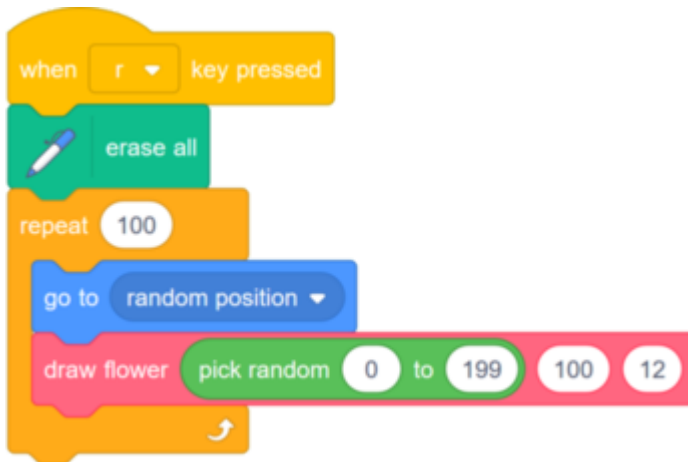 when r key pressed
erase all
repeat 100
go to random position
draw flower pick random 0 to 199 100 12